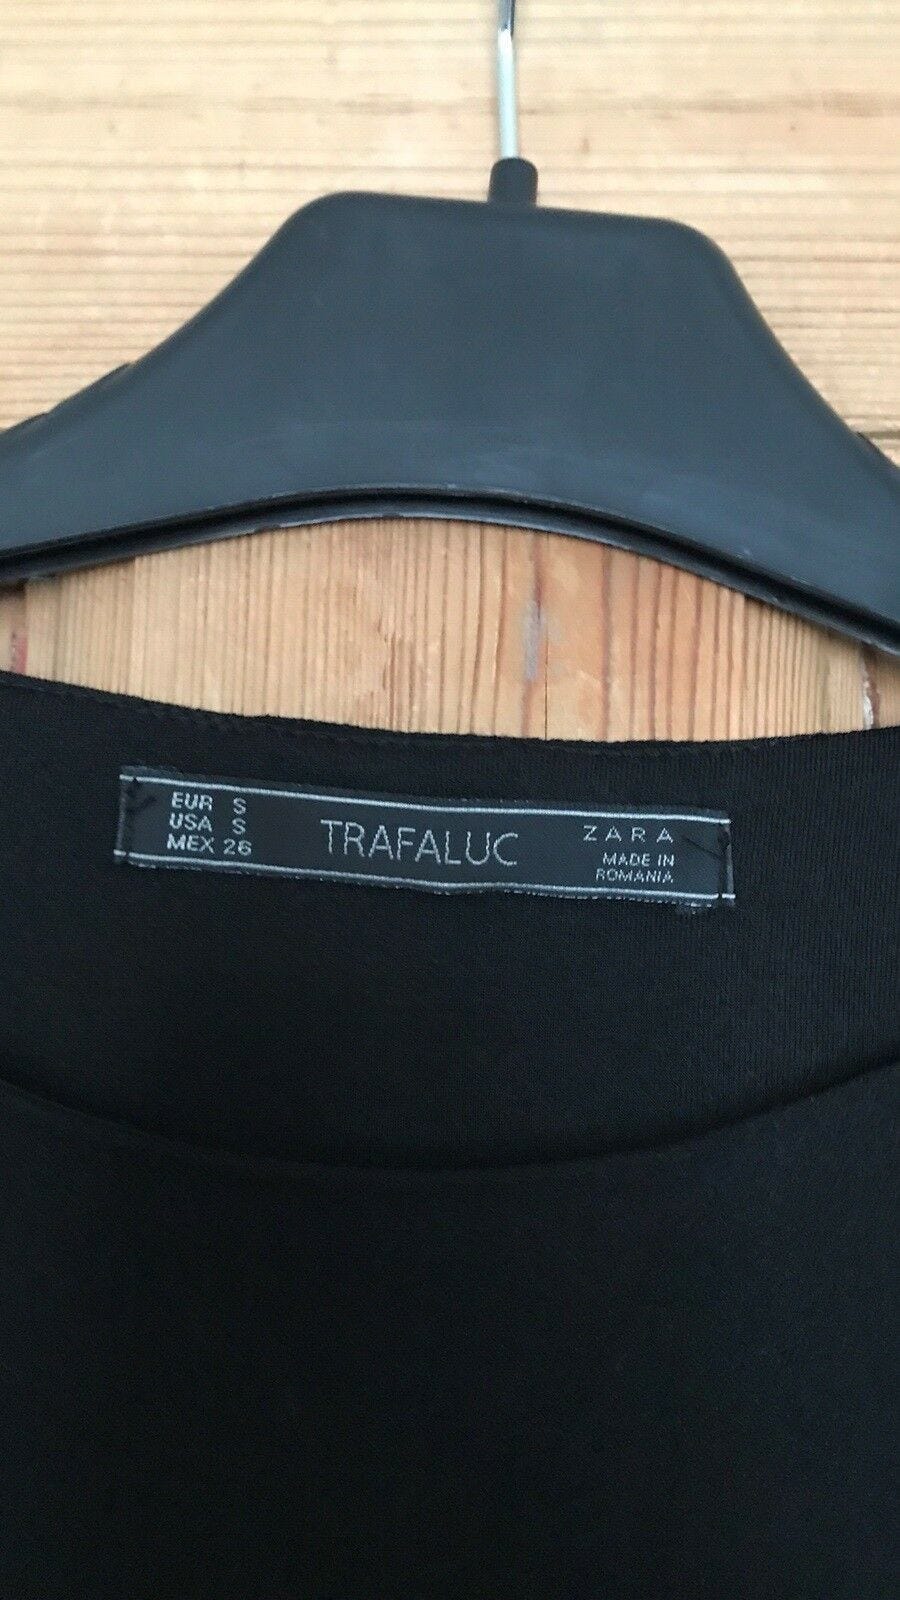 EUR S
USA S
MEX 26
TRAFALUC
ZARA
MADE IN
ROMANIA